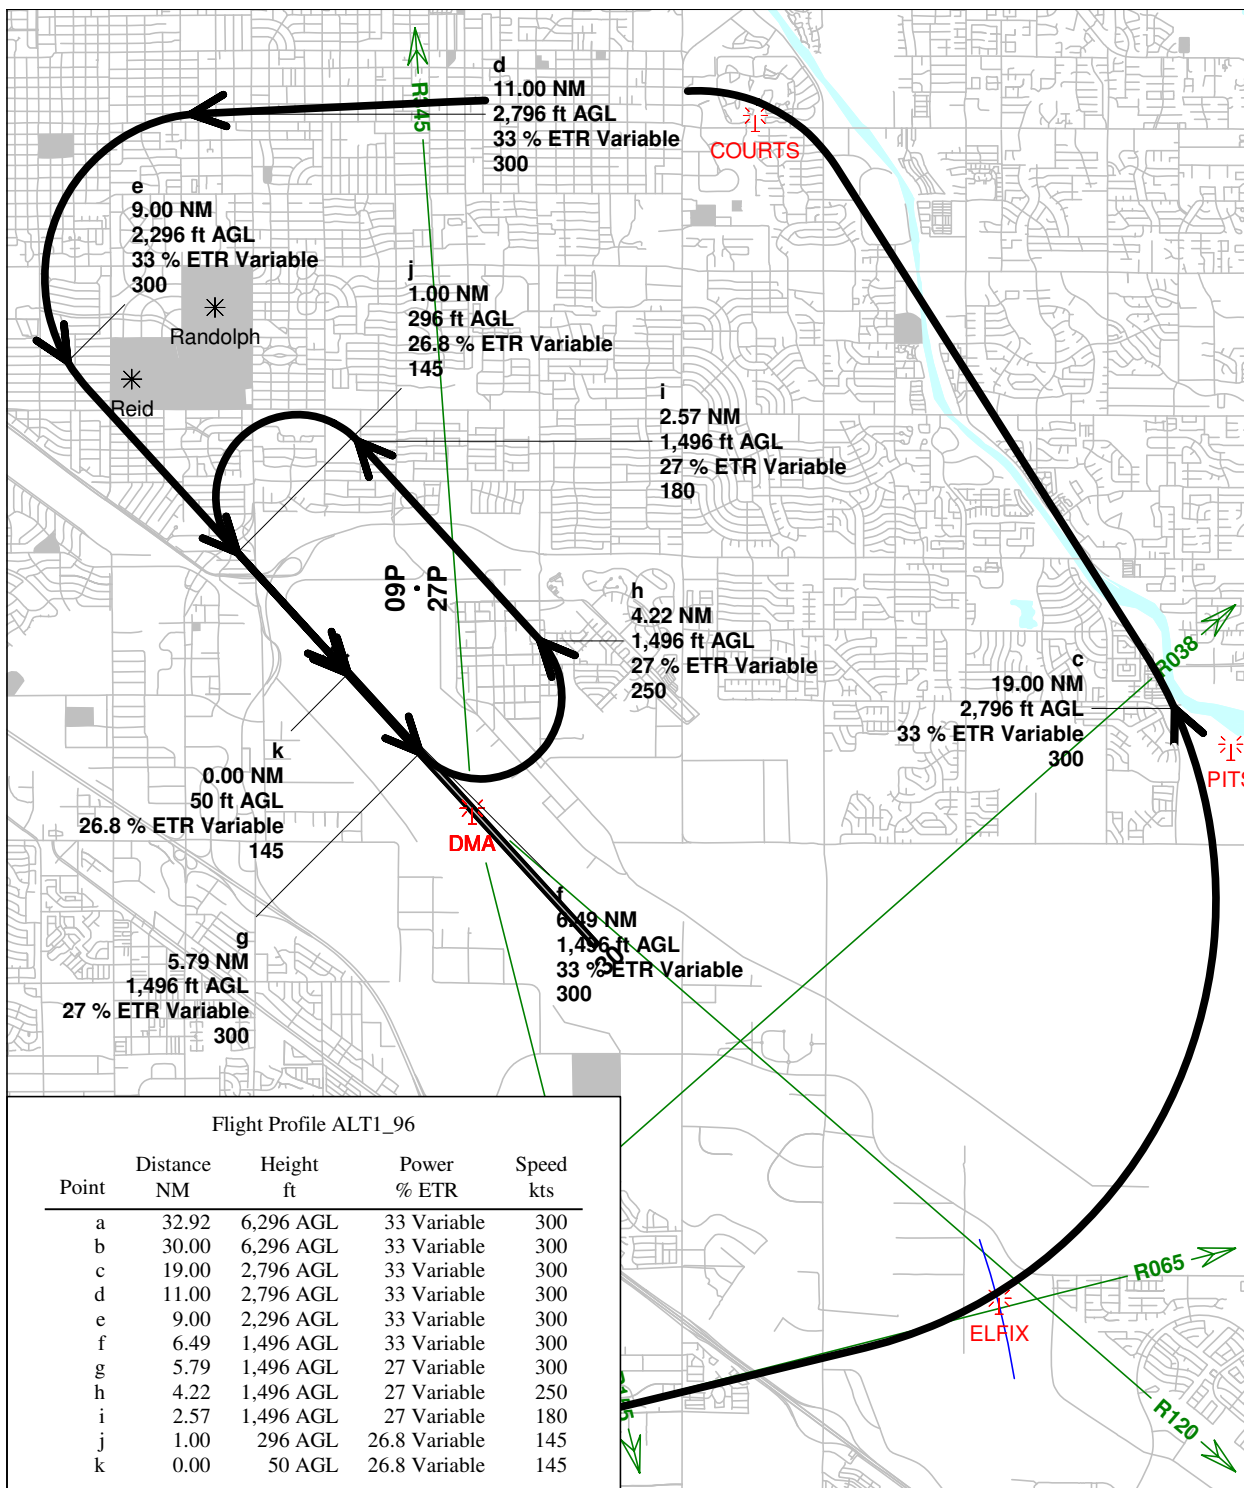 d
11.00 NM
2,796 ft AGL
33 % ETR Variable
300
R345
COURTS
e
9.00 NM
2,296 ft AGL
33 % ETR Variable
300
Randolph
Reid
j
1.00 NM
296 ft AGL
26.8 % ETR Variable
145
i
2.57 NM
1,496 ft AGL
27 % ETR Variable
180
09P
27P
h
4.22 NM
1,496 ft AGL
27 % ETR Variable
250
R038
c
19.00 NM
2,796 ft AGL
33 % ETR Variable
300
PITS
k
0.00 NM
50 ft AGL
26.8 % ETR Variable
145
DMA
f
6.49 NM
1,496 ft AGL
33 % ETR Variable
300
30
g
5.79 NM
1,496 ft AGL
27 % ETR Variable
300
R065
ELFIX
R120
Flight Profile ALT1_96
Point Distance NM Height ft Power % ETR Speed kts
a 32.92 6,296 AGL 33 Variable 300
b 30.00 6,296 AGL 33 Variable 300
c 19.00 2,796 AGL 33 Variable 300
d 11.00 2,796 AGL 33 Variable 300
e 9.00 2,296 AGL 33 Variable 300
f 6.49 1,496 AGL 33 Variable 300
g 5.79 1,496 AGL 27 Variable 300
h 4.22 1,496 AGL 27 Variable 250
i 2.57 1,496 AGL 27 Variable 180
j 1.00 296 AGL 26.8 Variable 145
k 0.00 50 AGL 26.8 Variable 145